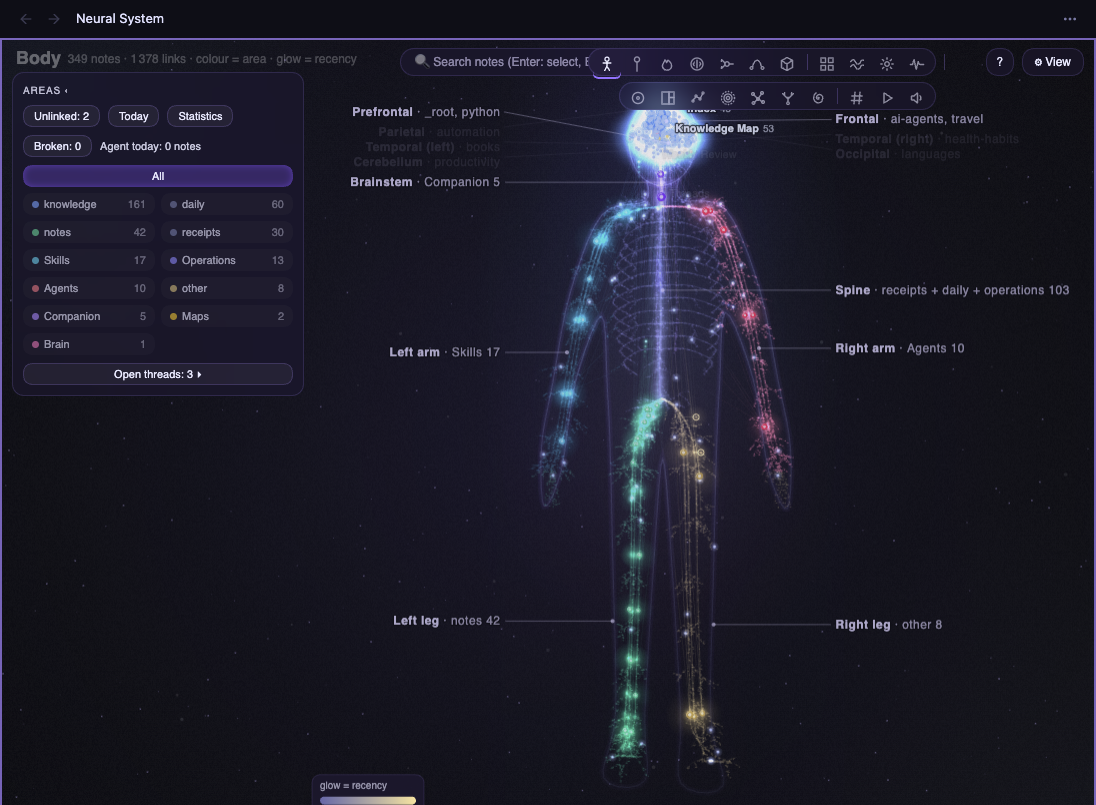 Neural System
Body 349 notes · 1378 links · colour = area · glow = recency
Search notes (Enter: select, E
?
View
AREAS
Unlinked: 2
Today
Statistics
Broken: 0
Agent today: 0 notes
All
knowledge 161
daily 60
notes 42
receipts 30
Skills 17
Operations 13
Agents 10
other 8
Companion 5
Maps 2
Brain 1
Open threads: 3
Prefrontal · _root, python
Parietal · automation
Temporal (left) · books
Cerebellum · productivity
Brainstem · Companion 5
Knowledge Map 53
Review
Frontal · ai-agents, travel
Temporal (right) · health-habits
Occipital · languages
Spine · receipts + daily + operations 103
Left arm · Skills 17
Right arm · Agents 10
Left leg · notes 42
Right leg · other 8
glow = recency